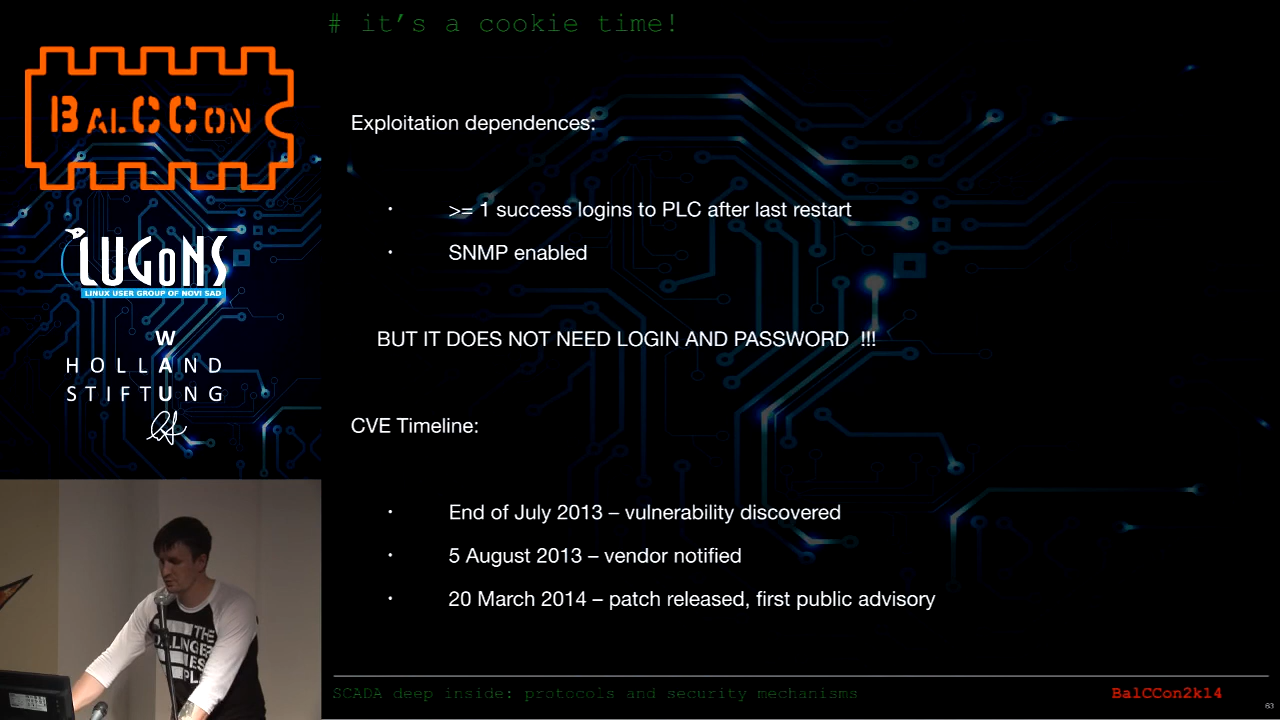 # it's a cookie time!
BALCCON
Exploitation dependences:
• >= 1 success logins to PLC after last restart
• SNMP enabled
LUGONS
LINUX USER GROUP OF NOVI SAD
BUT IT DOES NOT NEED LOGIN AND PASSWORD !!!
W
HOLLAND
STIFTUNG
CVE Timeline:
• End of July 2013 – vulnerability discovered
• 5 August 2013 – vendor notified
• 20 March 2014 – patch released, first public advisory
THE
SCADA deep inside: protocols and security mechanisms
BalCCon2k14
63